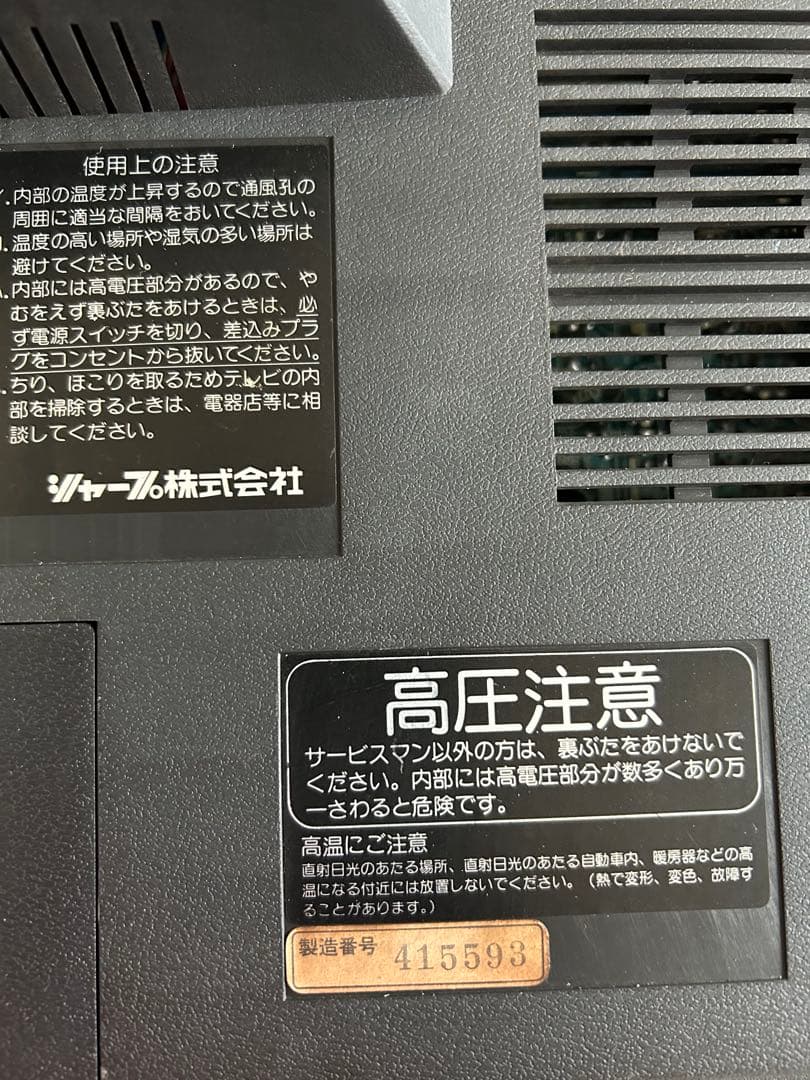 使用上の注意
イ.内部の温度が上昇するので通風孔の
周囲に適当な間隔をおいてください。
.温度の高い場所や湿気の多い場所は
避けてください。
.内部には高電圧部分があるので、や
むをえず裏ぶたをあけるときは、必
ず電源スイッチを切り、差込みプラ
グをコンセントから抜いてください。
.ちり、ほこりを取るためテレビの内
部を掃除するときは、電器店等に相
談してください。
シャープ株式会社
高圧注意
サービスマン以外の方は、裏ぶたをあけないで
ください。内部には高電圧部分が数多くあり万
一さわると危険です。
高温にご注意
直射日光のあたる場所、直射日光のあたる自動車内、暖房器などの高
温になる付近には放置しないでください。(熱で変形、変色、故障す
ることがあります。)
製造番号 415593